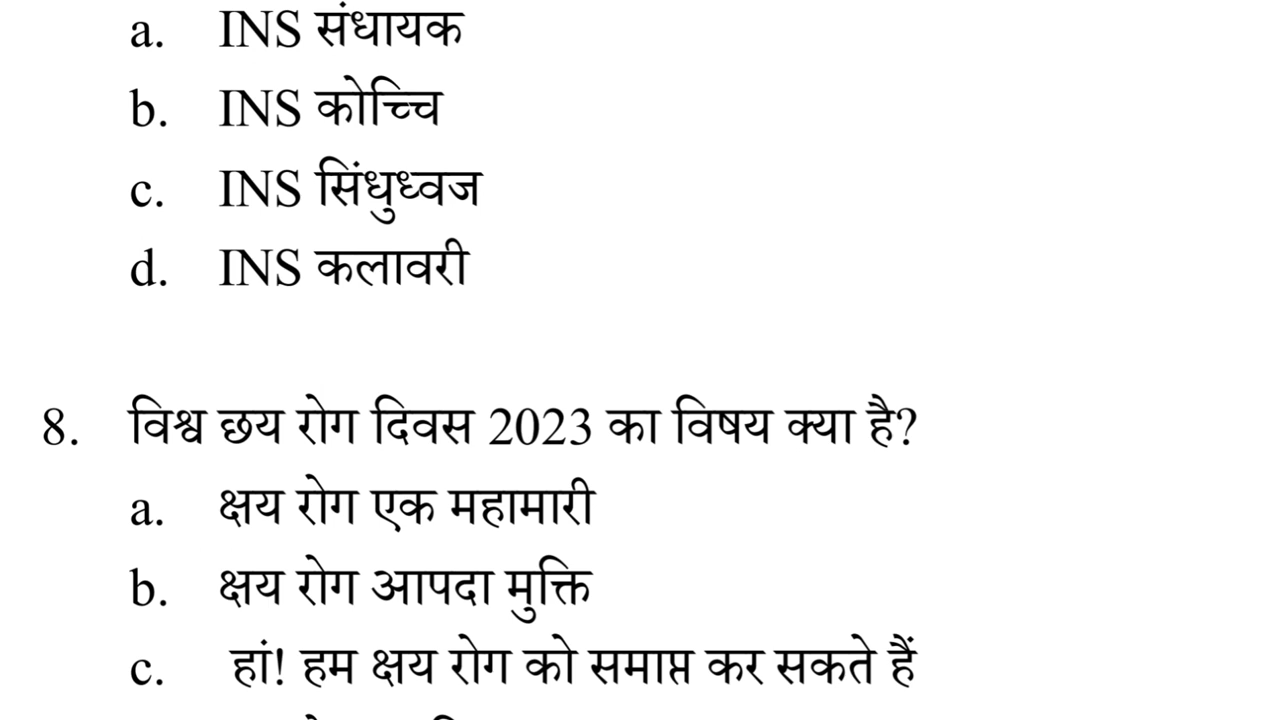 a. INS संधायक
b. INS कोच्चि
c. INS सिंधुध्वज
d. INS कलावरी
8. विश्व छय रोग दिवस 2023 का विषय क्या है?
a. क्षय रोग एक महामारी
b. क्षय रोग आपदा मुक्ति
c. हां! हम क्षय रोग को समाप्त कर सकते हैं